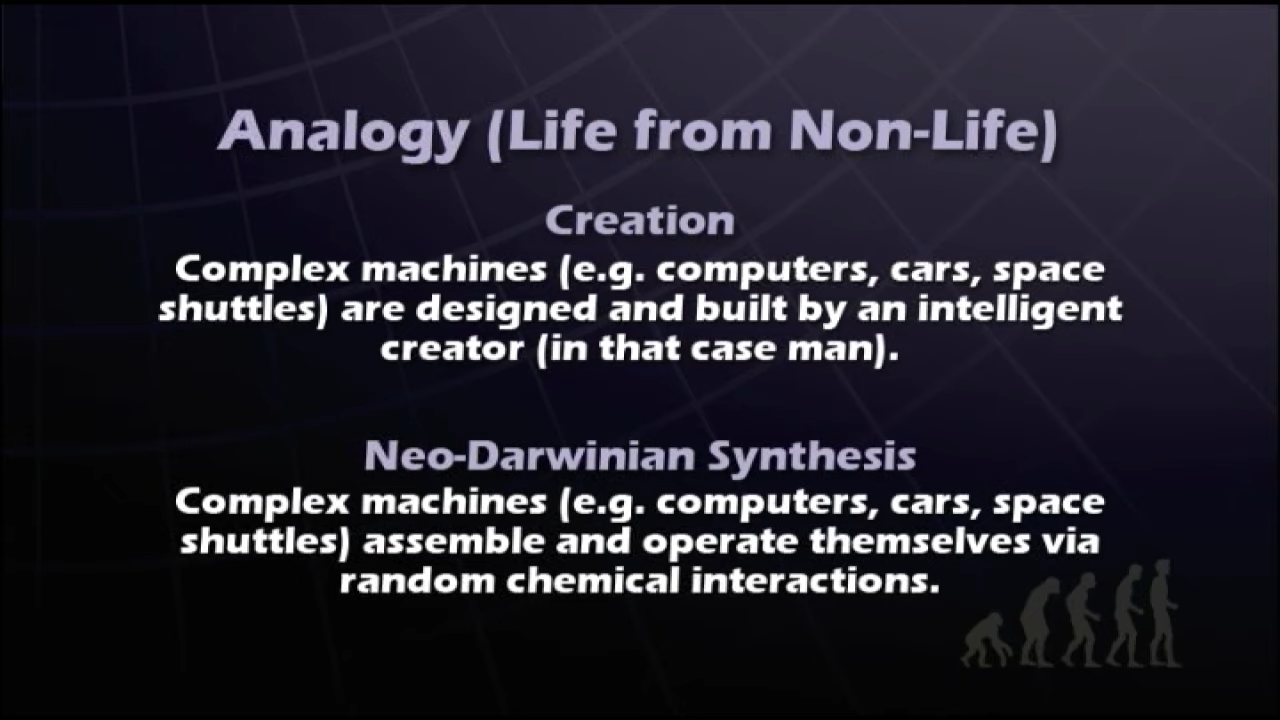 Analogy (Life from Non-Life)
Creation
Complex machines (e.g. computers, cars, space
shuttles) are designed and built by an intelligent
creator (in that case man).
Neo-Darwinian Synthesis
Complex machines (e.g. computers, cars, space
shuttles) assemble and operate themselves via
random chemical interactions.